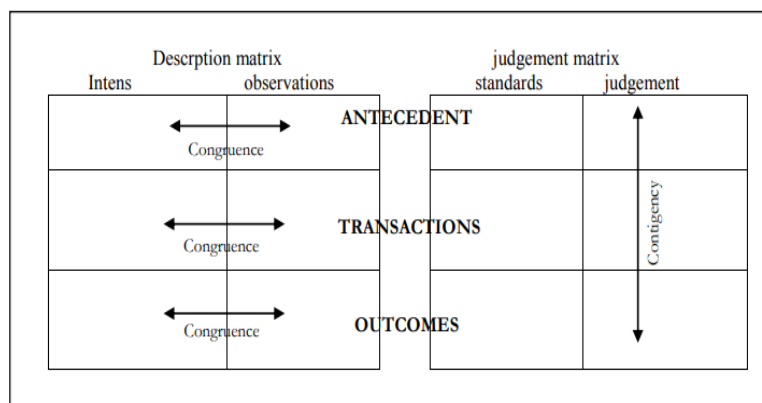 Descrption matrix
judgement matrix
Intens
observations
standards
judgement
ANTECEDENT
Congruence
TRANSACTIONS
Congruence
Contigency
OUTCOMES
Congruence